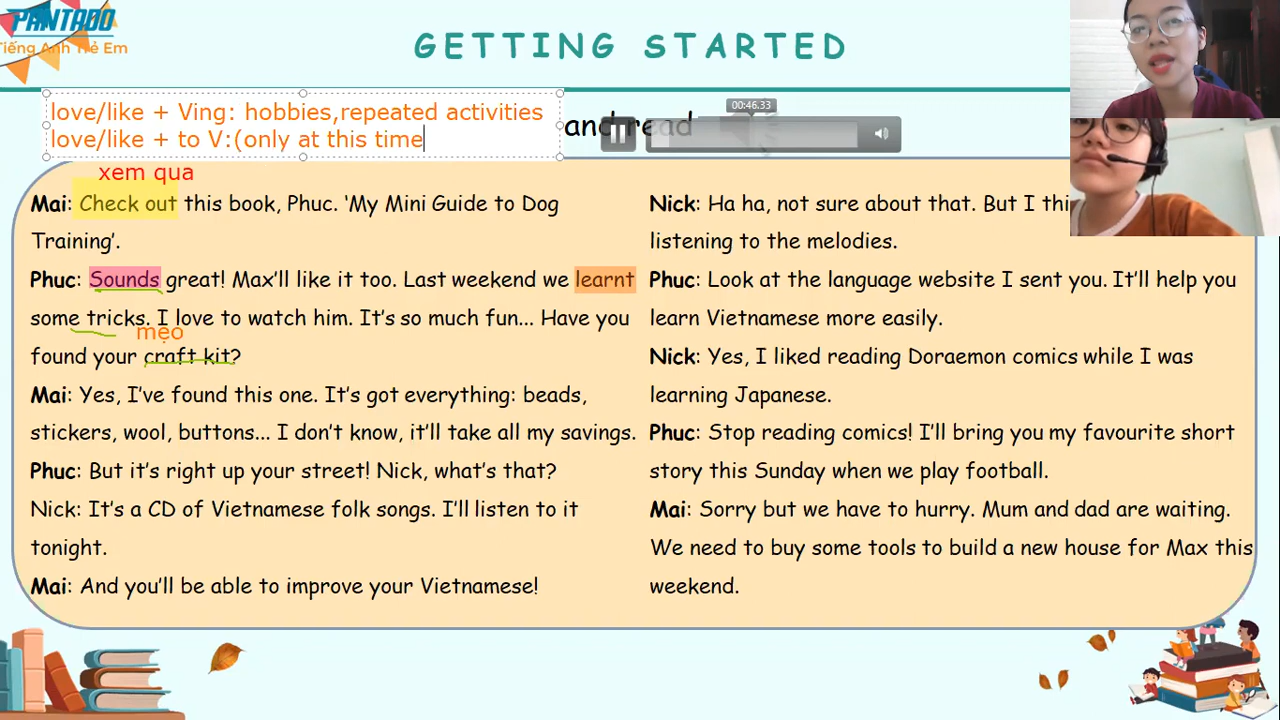 PANTADO
Tiếng Anh Trẻ Em
GETTING STARTED
love/like + Ving: hobbies,repeated activities
love/like + to V:(only at this time
and read
00:46.33
xem qua
Mai: Check out this book, Phuc. ‘My Mini Guide to Dog
Training’.
Phuc: Sounds great! Max’ll like it too. Last weekend we learnt
some tricks. I love to watch him. It’s so much fun... Have you
mẹo
found your craft kit?
Mai: Yes, I’ve found this one. It’s got everything: beads,
stickers, wool, buttons... I don’t know, it’ll take all my savings.
Phuc: But it’s right up your street! Nick, what’s that?
Nick: It’s a CD of Vietnamese folk songs. I’ll listen to it
tonight.
Mai: And you’ll be able to improve your Vietnamese!
Nick: Ha ha, not sure about that. But I
listening to the melodies.
Phuc: Look at the language website I sent you. It’ll help you
learn Vietnamese more easily.
Nick: Yes, I liked reading Doraemon comics while I was
learning Japanese.
Phuc: Stop reading comics! I’ll bring you my favourite short
story this Sunday when we play football.
Mai: Sorry but we have to hurry. Mum and dad are waiting.
We need to buy some tools to build a new house for Max this
weekend.